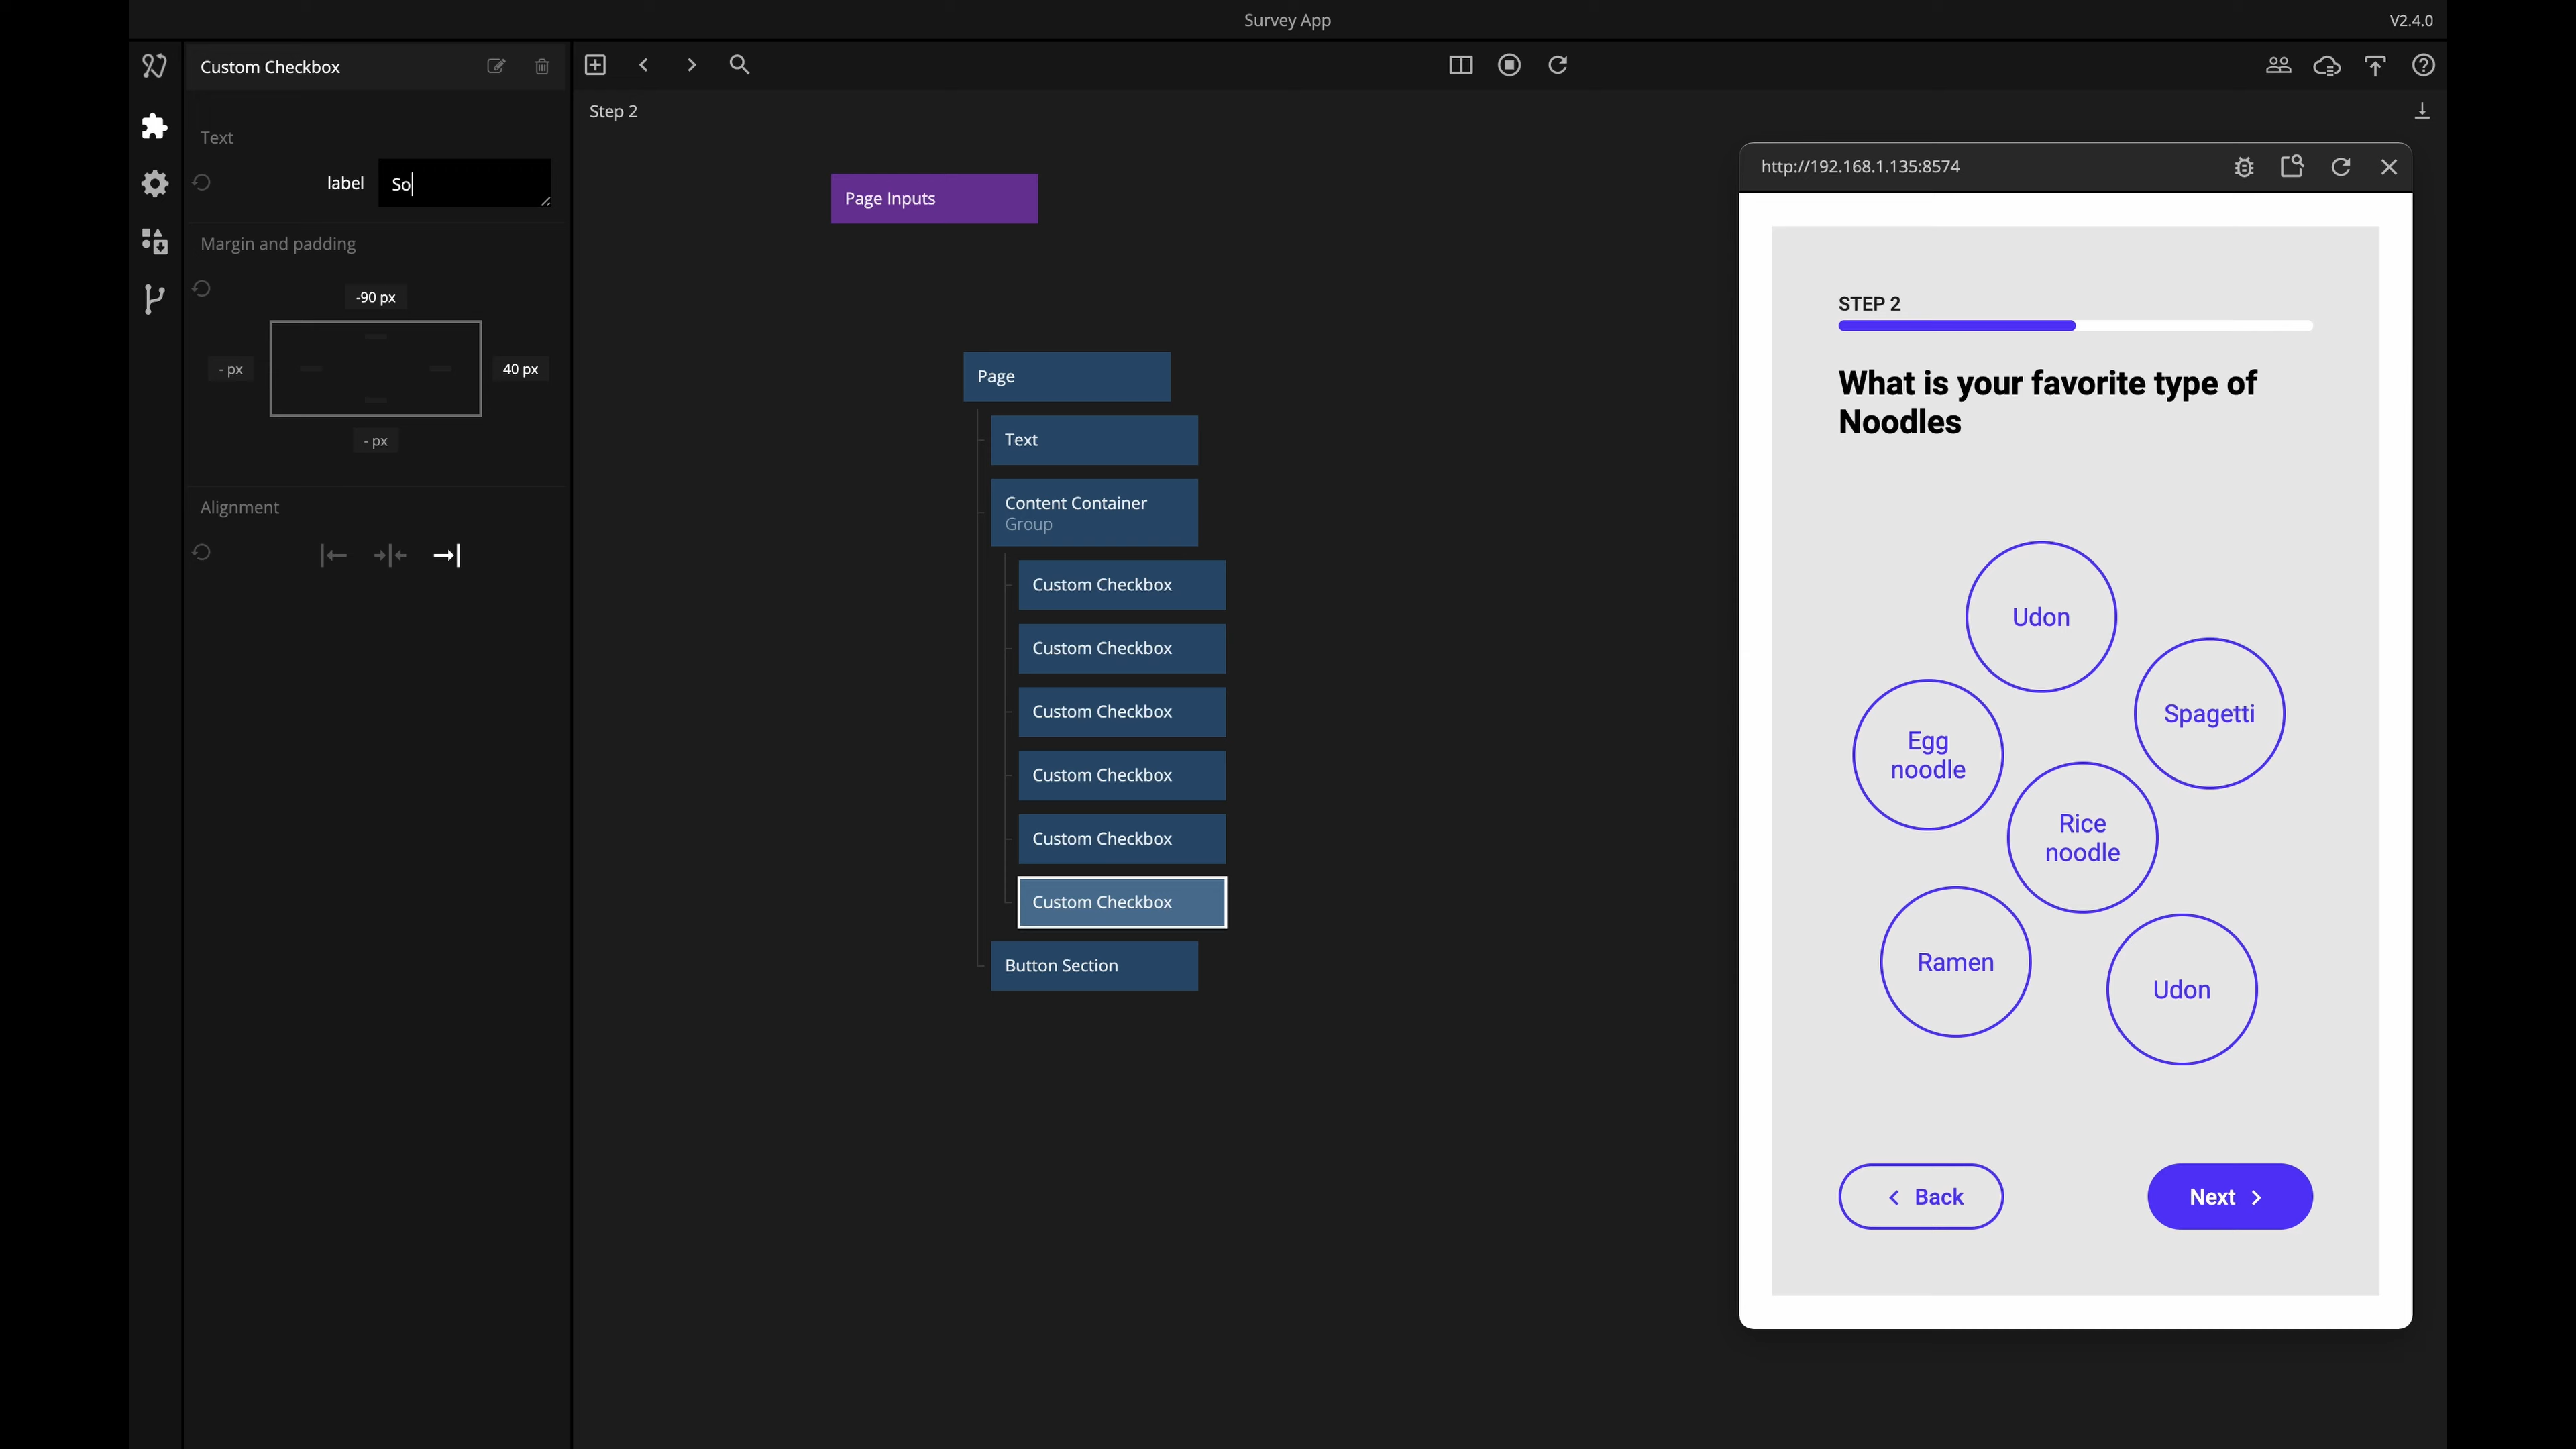 Survey App
V2.4.0
Custom Checkbox
Text
label
So
Margin and padding
-90 px
- px
40 px
- px
Alignment
Step 2
Page Inputs
Page
Text
Content Container
Group
Custom Checkbox
Custom Checkbox
Custom Checkbox
Custom Checkbox
Custom Checkbox
Custom Checkbox
Button Section
http://192.168.1.135:8574
STEP 2
What is your favorite type of
Noodles
Udon
Spagetti
Egg
noodle
Rice
noodle
Ramen
Udon
Back
Next